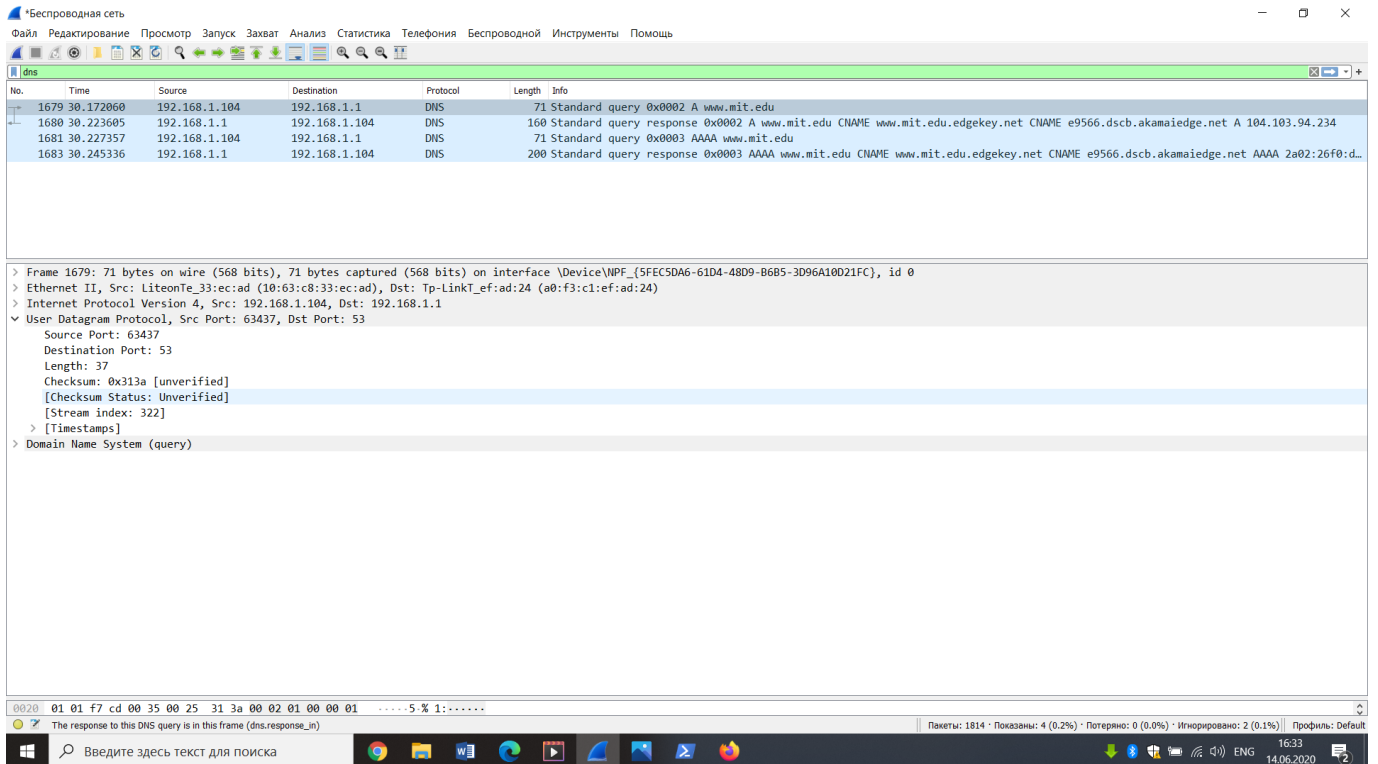 *Беспроводная сеть
Файл Редактирование Просмотр Запуск Захват Анализ Статистика Телефония Беспроводной Инструменты Помощь
dns
No. Time Source Destination Protocol Length Info
1679 30.172060 192.168.1.104 192.168.1.1 DNS 71 Standard query 0x0002 A www.mit.edu
1680 30.223605 192.168.1.1 192.168.1.104 DNS 160 Standard query response 0x0002 A www.mit.edu CNAME www.mit.edu.edgekey.net CNAME e9566.dscb.akamaiedge.net A 104.103.94.234
1681 30.227357 192.168.1.104 192.168.1.1 DNS 71 Standard query 0x0003 AAAA www.mit.edu
1683 30.245336 192.168.1.1 192.168.1.104 DNS 200 Standard query response 0x0003 AAAA www.mit.edu CNAME www.mit.edu.edgekey.net CNAME e9566.dscb.akamaiedge.net AAAA 2a02:26f0:d…
Frame 1679: 71 bytes on wire (568 bits), 71 bytes captured (568 bits) on interface \Device\NPF_{5FEC5DA6-61D4-48D9-B6B5-3D96A10D21FC}, id 0
Ethernet II, Src: LiteonTe_33:ec:ad (10:63:c8:33:ec:ad), Dst: Tp-LinkT_ef:ad:24 (a0:f3:c1:ef:ad:24)
Internet Protocol Version 4, Src: 192.168.1.104, Dst: 192.168.1.1
User Datagram Protocol, Src Port: 63437, Dst Port: 53
Source Port: 63437
Destination Port: 53
Length: 37
Checksum: 0x313a [unverified]
[Checksum Status: Unverified]
[Stream index: 322]
[Timestamps]
Domain Name System (query)
0020 01 01 f7 cd 00 35 00 25 31 3a 00 02 01 00 00 01 ·····5·% 1:······
The response to this DNS query is in this frame (dns.response_in) Пакеты: 1814 · Показаны: 4 (0.2%) · Потеряно: 0 (0.0%) · Игнорировано: 2 (0.1%) Профиль: Default
Введите здесь текст для поиска ENG 16:33
14.06.2020 2